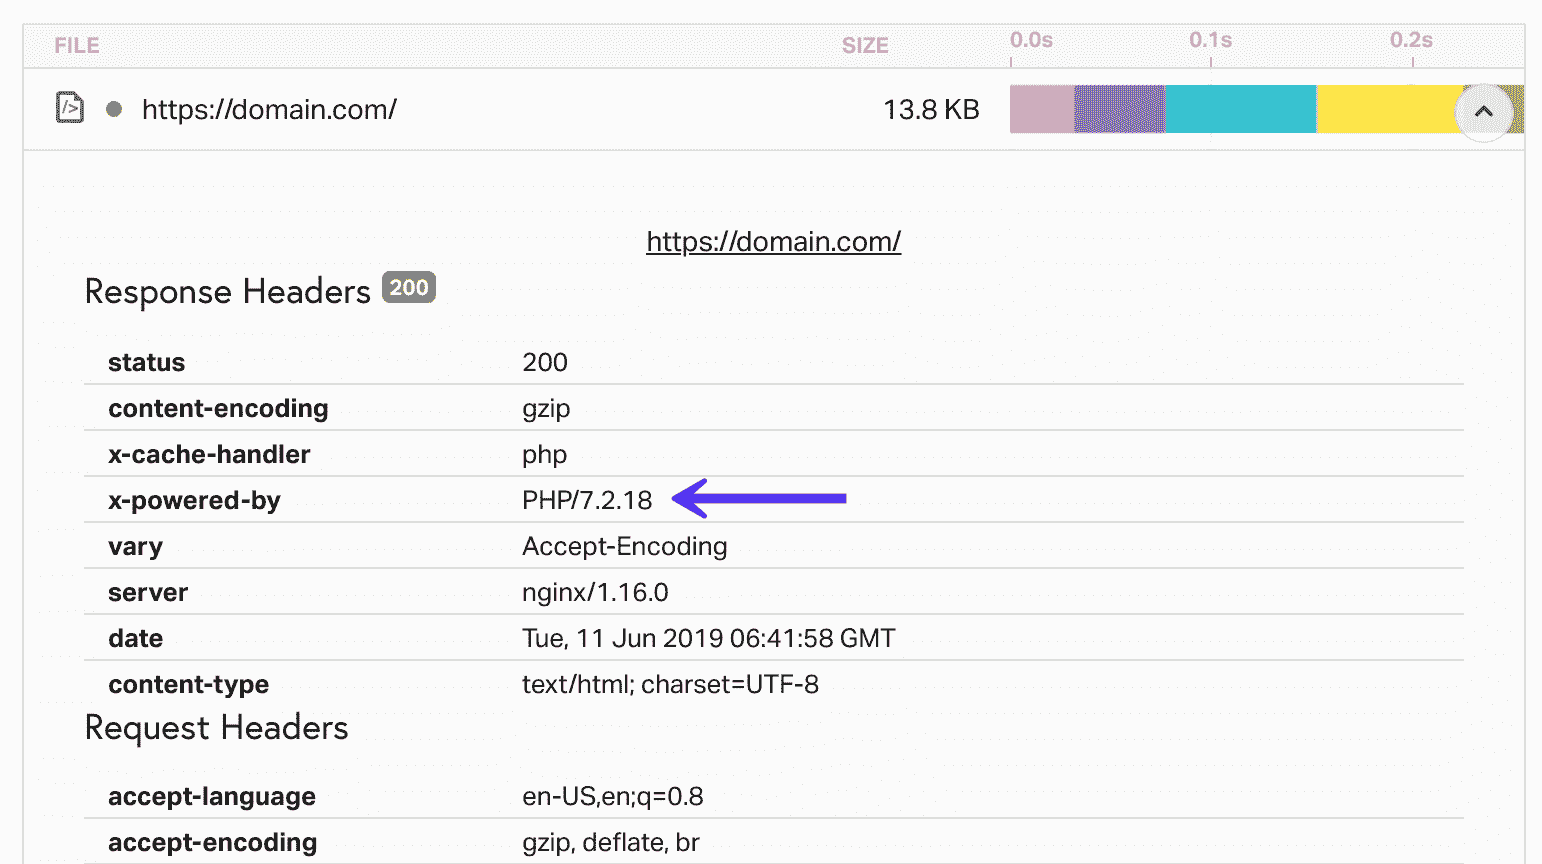 FILE SIZE 0.0s 0.1s 0.2s
https://domain.com/ 13.8 KB
https://domain.com/
Response Headers 200
status 200
content-encoding gzip
x-cache-handler php
x-powered-by PHP/7.2.18
vary Accept-Encoding
server nginx/1.16.0
date Tue, 11 Jun 2019 06:41:58 GMT
content-type text/html; charset=UTF-8
Request Headers
accept-language en-US,en;q=0.8
accept-encoding gzip, deflate, br